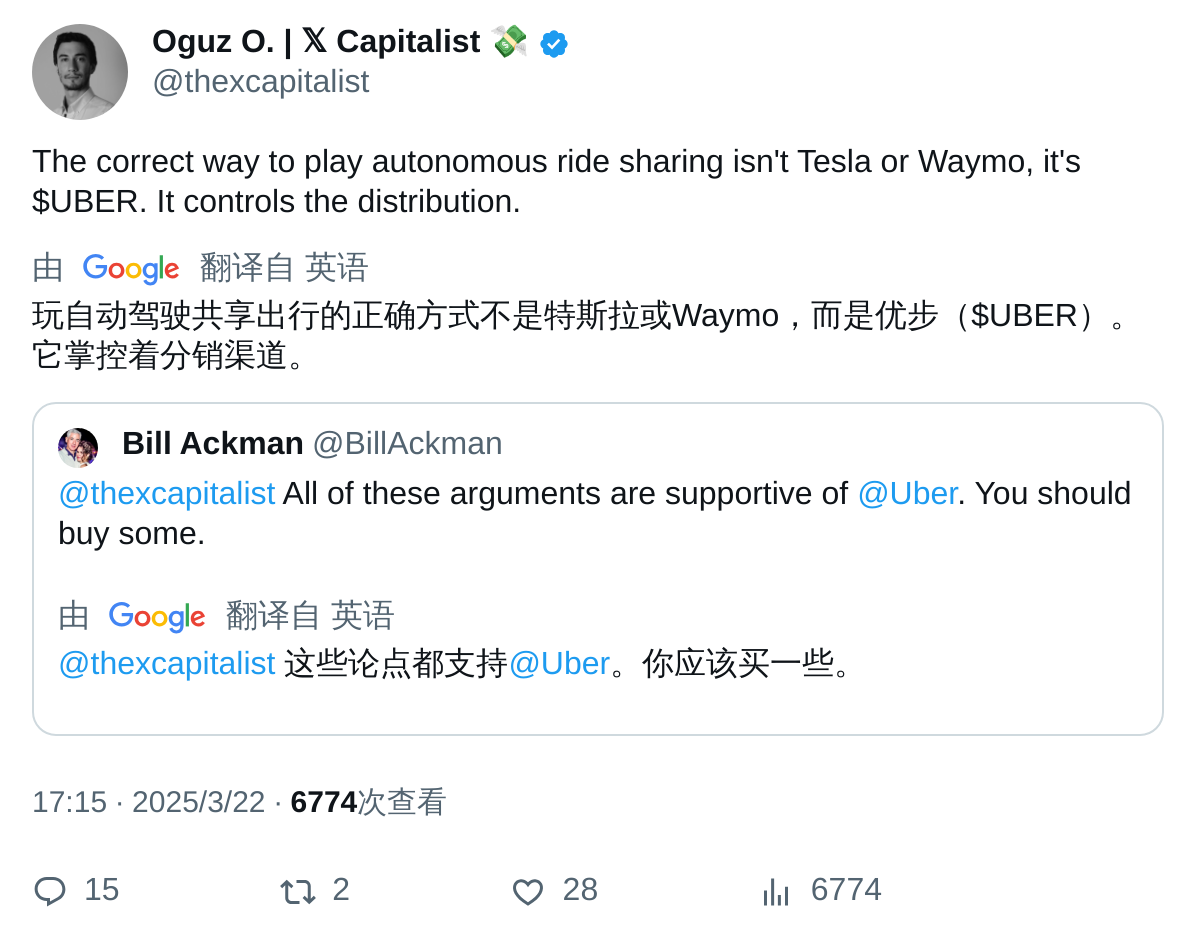 Oguz O. | 𝕏 Capitalist 💸
@thexcapitalist
The correct way to play autonomous ride sharing isn't Tesla or Waymo, it's
$UBER. It controls the distribution.
由 Google 翻译自 英语
玩自动驾驶共享出行的正确方式不是特斯拉或Waymo，而是优步（$UBER）。
它掌控着分销渠道。
Bill Ackman @BillAckman
@thexcapitalist All of these arguments are supportive of @Uber. You should
buy some.
由 Google 翻译自 英语
@thexcapitalist 这些论点都支持@Uber。你应该买一些。
17:15 · 2025/3/22 · 6774次查看
15 2 28 6774